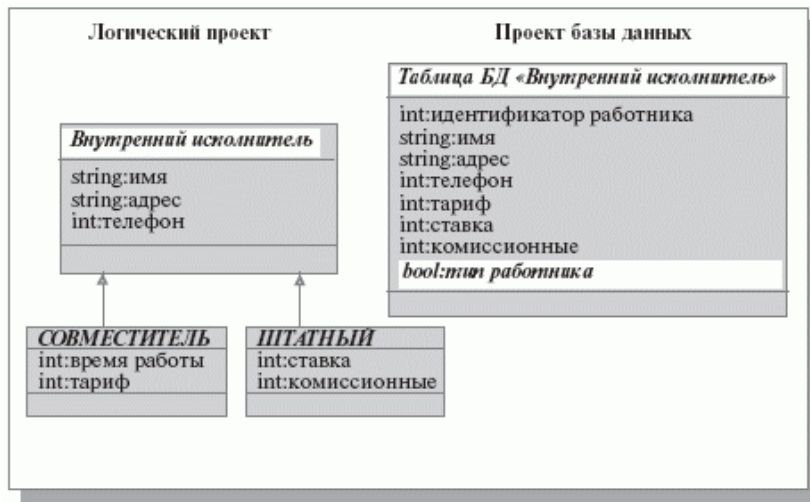 Логический проект
Проект базы данных
Внутренний исполнитель
string:имя
string:адрес
int:телефон
СОВМЕСТИТЕЛЬ
int:время работы
int:тариф
ШТАТНЫЙ
int:ставка
int:комиссионные
Таблица БД «Внутренний исполнитель»
int:идентификатор работника
string:имя
string:адрес
int:телефон
int:тариф
int:ставка
int:комиссионные
bool:тип работника